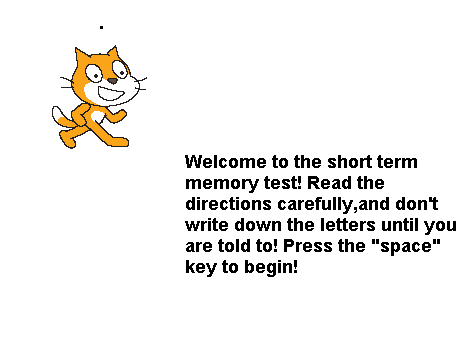 Welcome to the short term
memory test! Read the
directions carefully,and don't
write down the letters until you
are told to! Press the "space"
key to begin!